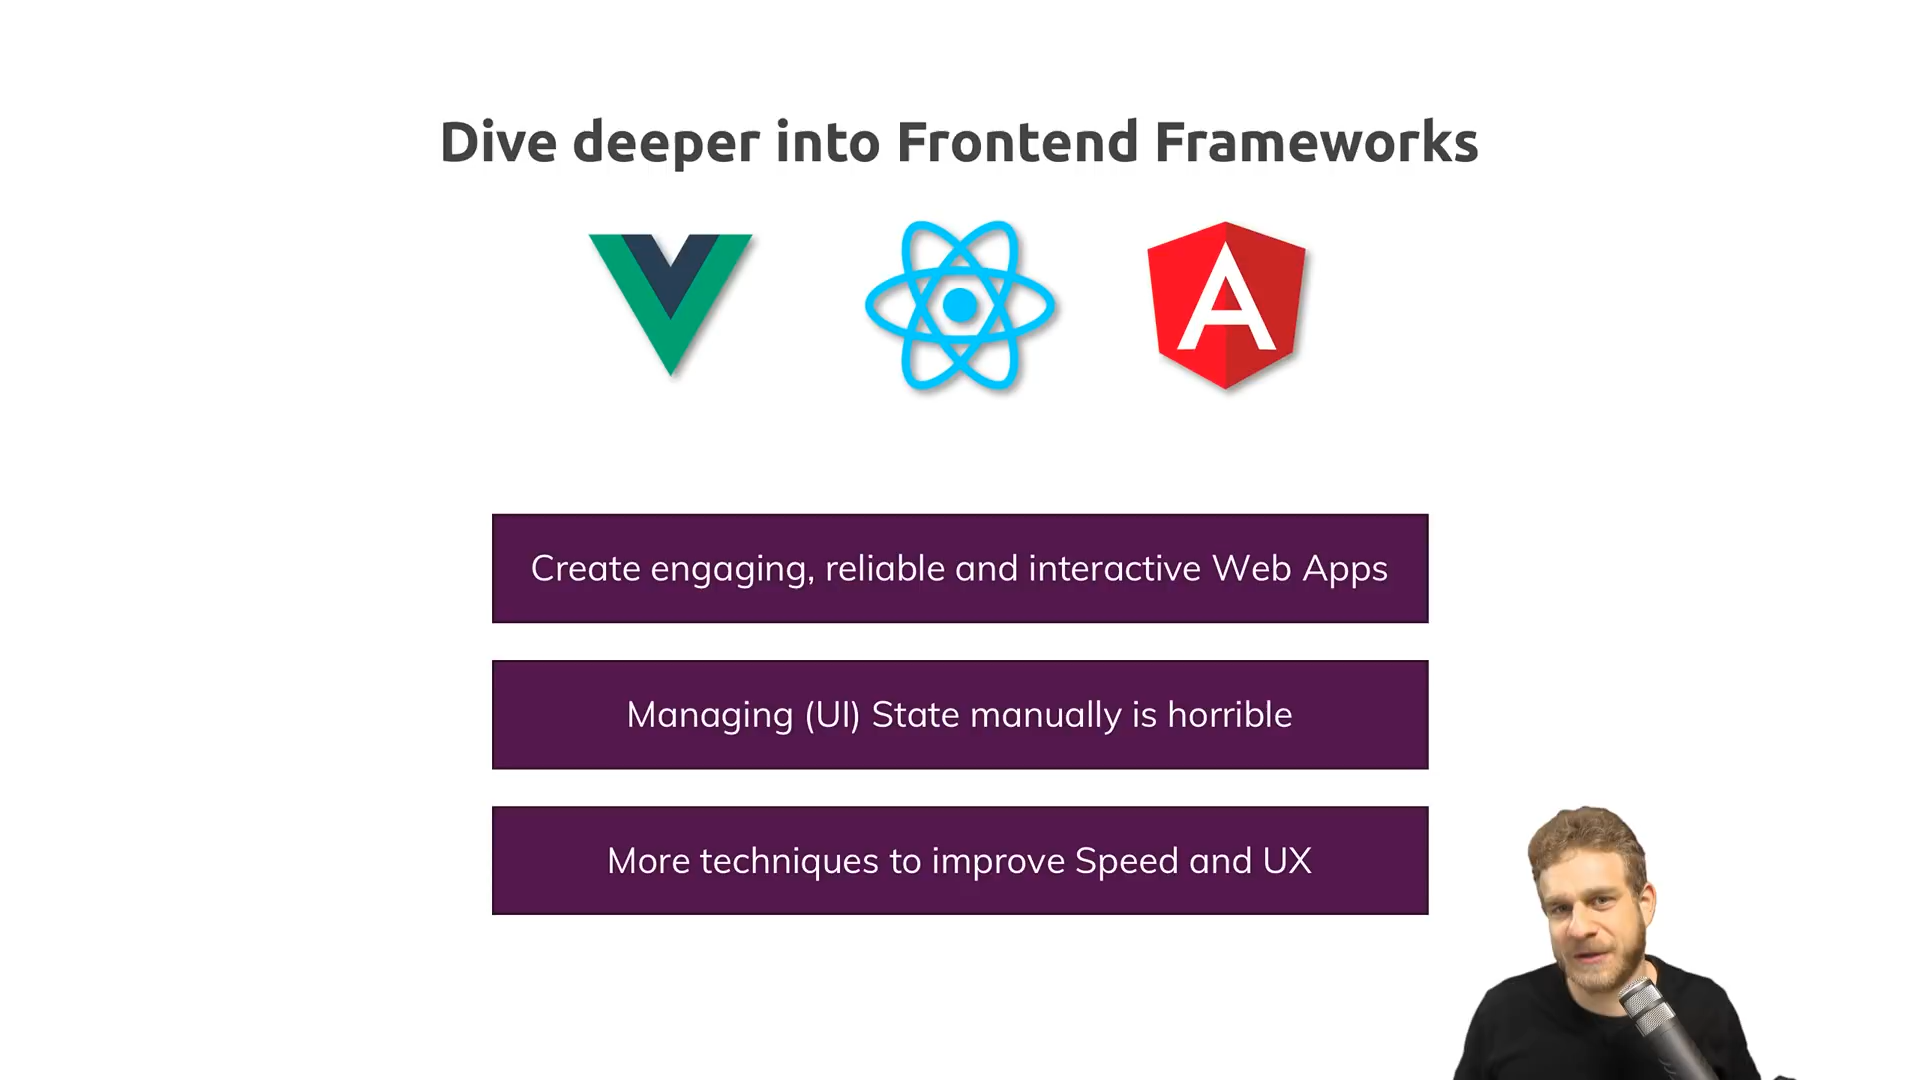 Dive deeper into Frontend Frameworks
Create engaging, reliable and interactive Web Apps
Managing (UI) State manually is horrible
More techniques to improve Speed and UX